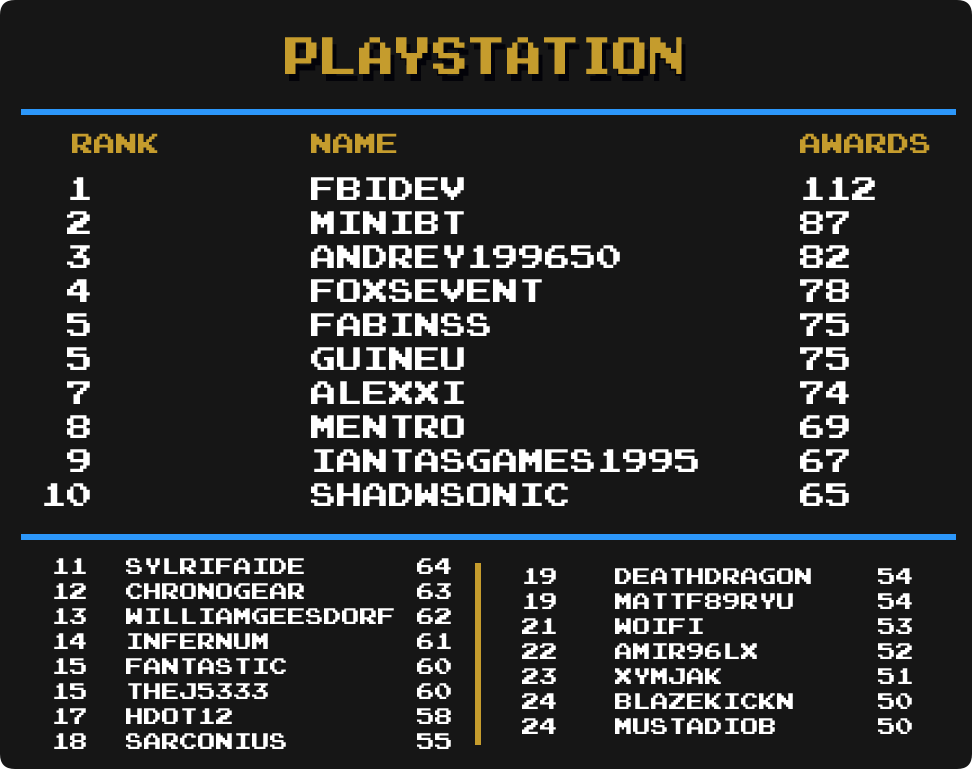 PLAYSTATION
RANK NAME AWARDS
1 FBIDEV 112
2 MINIBT 87
3 ANDREY199650 82
4 FOXSEVENT 78
5 FABINSS 75
5 GUINEU 75
7 ALEXXI 74
8 MENTRO 69
9 IANTASGAMES1995 67
10 SHADWSONIC 65
11 SYLRIFAIDE 64
12 CHRONOGEAR 63
13 WILLIAMGEESDORF 62
14 INFERNUM 61
15 FANTASTIC 60
15 THEJ5333 60
17 HDOT12 58
18 SARCONIUS 55
19 DEATHDRAGON 54
19 MATTF89RYU 54
21 WOIFI 53
22 AMIR96LX 52
23 XYMJAK 51
24 BLAZEKICKN 50
24 MUSTADIOB 50